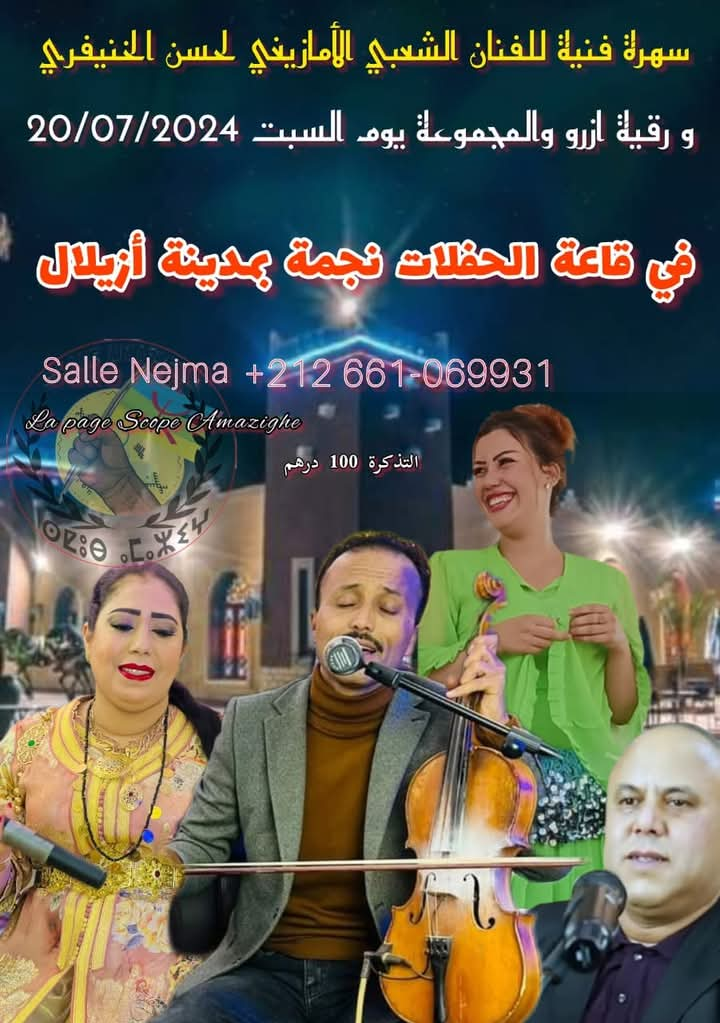 سهرة فنية للفنان الشعبي الأمازيغي لحسن الخنيفري
و رقية ازرو والمجموعة يوم السبت 20/07/2024
في قاعة الحفلات نجمة بمدينة أزيلال
Salle Nejma +212 661-069931
La page Scope Amazighe
التذكرة 100 درهم